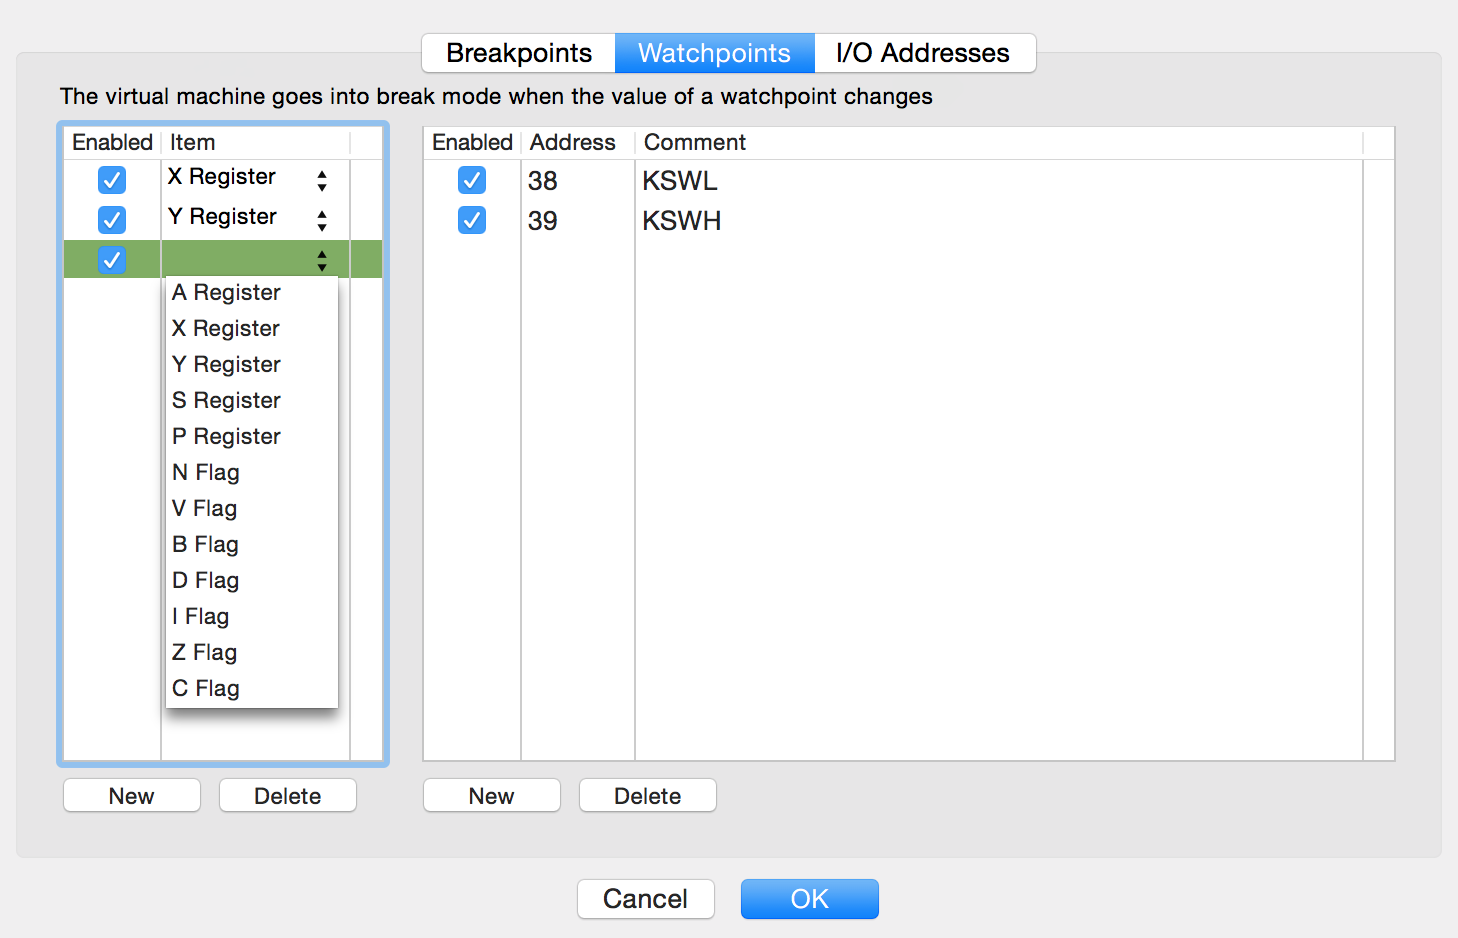 Breakpoints Watchpoints I/O Addresses
The virtual machine goes into break mode when the value of a watchpoint changes
Enabled Item
X Register
Y Register
A Register
X Register
Y Register
S Register
P Register
N Flag
V Flag
B Flag
D Flag
I Flag
Z Flag
C Flag
New Delete
Enabled Address Comment
38 KSWL
39 KSWH
New Delete
Cancel OK